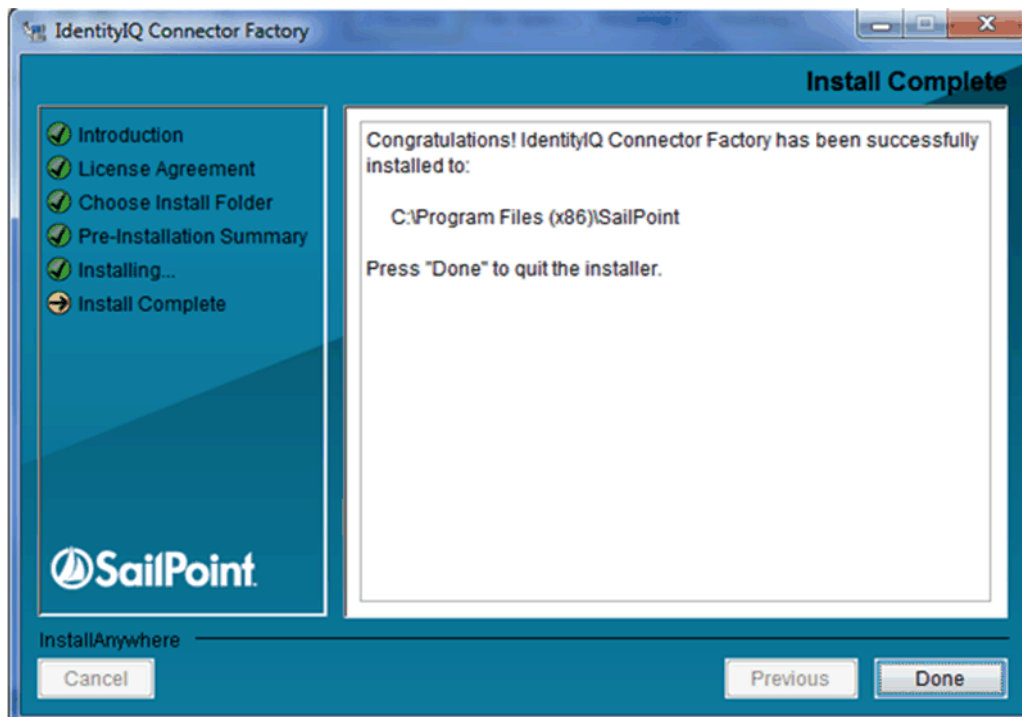 IdentityIQ Connector Factory
Install Complete
Introduction
License Agreement
Choose Install Folder
Pre-Installation Summary
Installing...
Install Complete
Congratulations! IdentityIQ Connector Factory has been successfully
installed to:
C:\Program Files (x86)\SailPoint
Press "Done" to quit the installer.
SailPoint.
InstallAnywhere
Cancel
Previous
Done